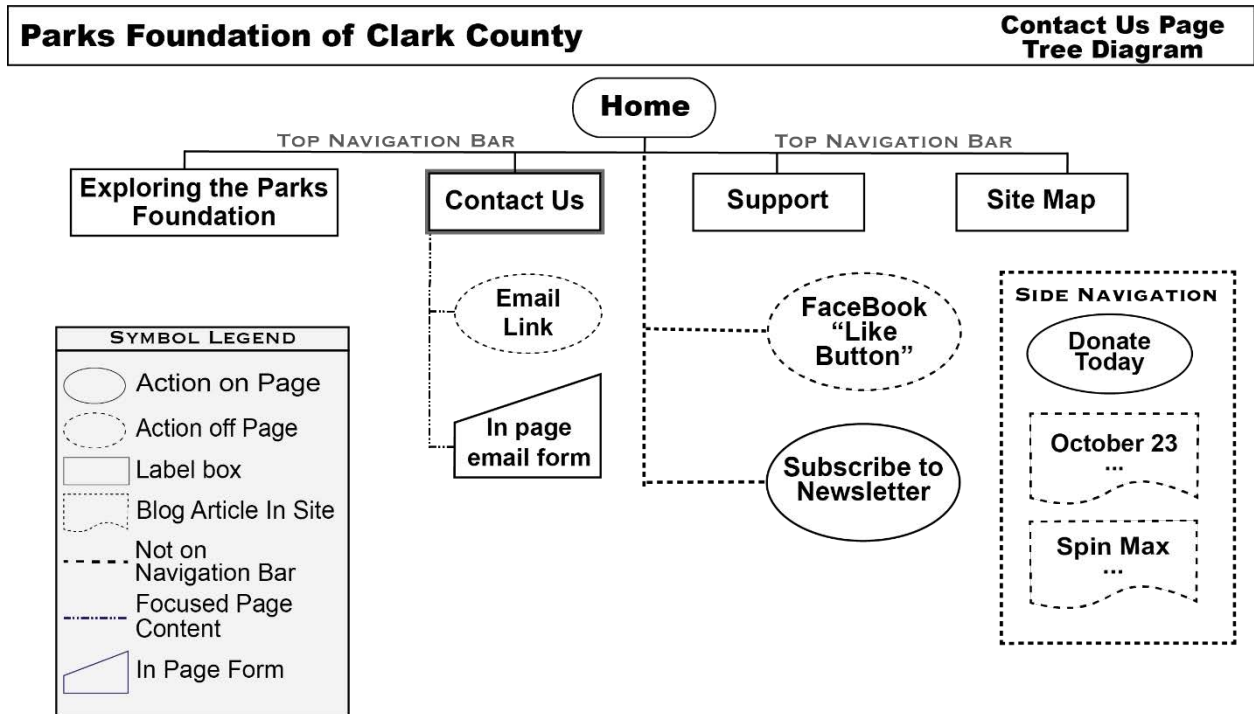 Parks Foundation of Clark County
Contact Us Page
Tree Diagram
Home
TOP NAVIGATION BAR
TOP NAVIGATION BAR
Exploring the Parks
Foundation
Contact Us
Support
Site Map
Email
Link
In page
email form
FaceBook
“Like
Button”
Subscribe to
Newsletter
SIDE NAVIGATION
Donate
Today
October 23
...
Spin Max
...
SYMBOL LEGEND
Action on Page
Action off Page
Label box
Blog Article In Site
Not on
Navigation Bar
Focused Page
Content
In Page Form